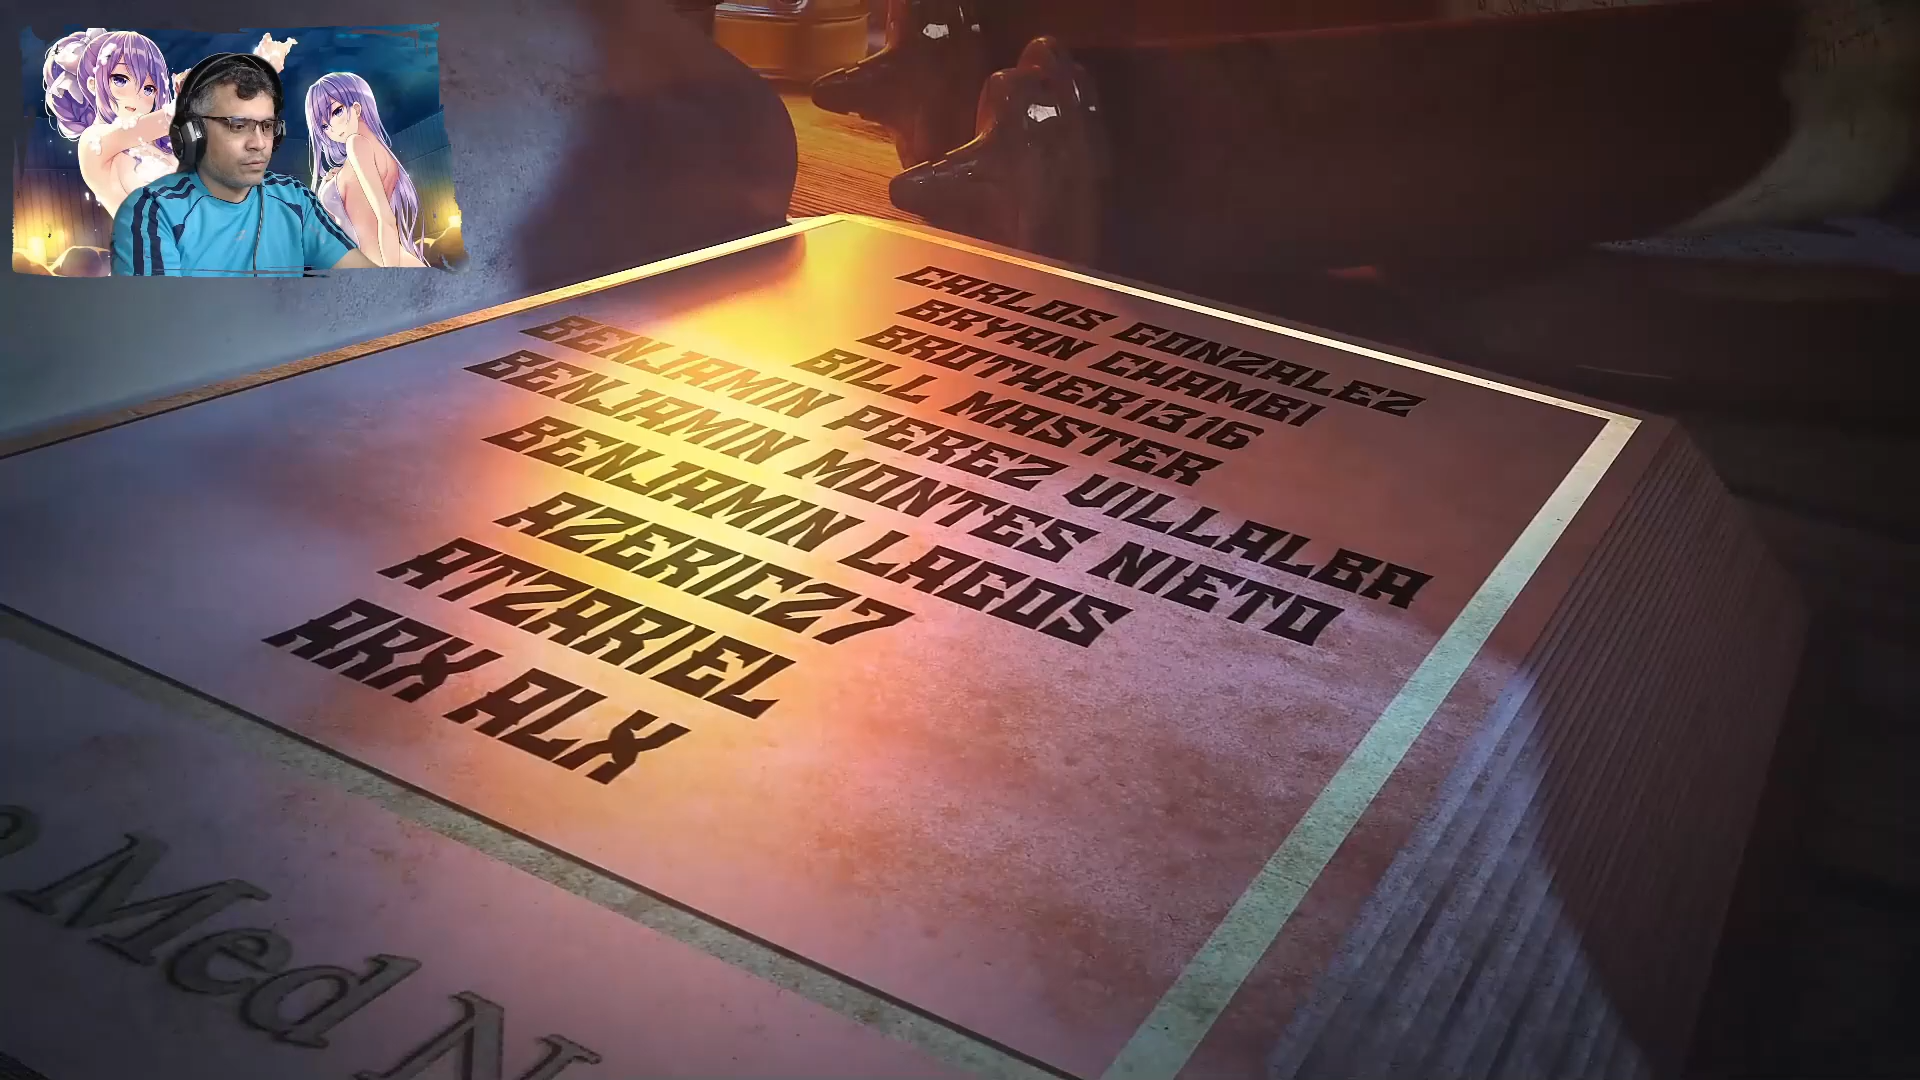 CARLOS GONZALEZ
BRYAN CHAMBI
BROTHER1316
BILL MASTER
BENJAMIN PEREZ VILLALBA
BENJAMIN MONTES NIETO
BENJAMIN LAGOS
AZERIC27
ATZARIEL
ARX ALX
Med